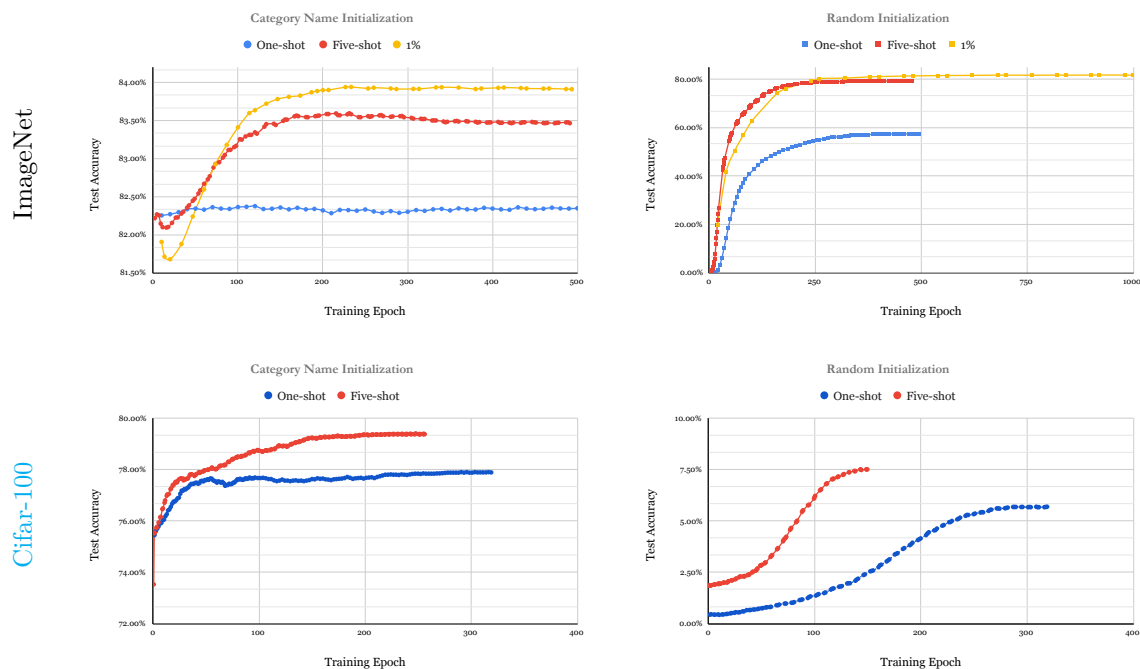 ImageNet
Category Name Initialization
One-shot Five-shot 1%
84.00%
83.50%
83.00%
82.50%
82.00%
81.50%
Test Accuracy
0 100 200 300 400 500
Training Epoch
Random Initialization
One-shot Five-shot 1%
80.00%
60.00%
40.00%
20.00%
0.00%
Test Accuracy
0 250 500 750 1000
Training Epoch
Cifar-100
Category Name Initialization
One-shot Five-shot
80.00%
78.00%
76.00%
74.00%
72.00%
Test Accuracy
0 100 200 300 400
Training Epoch
Random Initialization
One-shot Five-shot
10.00%
7.50%
5.00%
2.50%
0.00%
Test Accuracy
0 100 200 300 400
Training Epoch